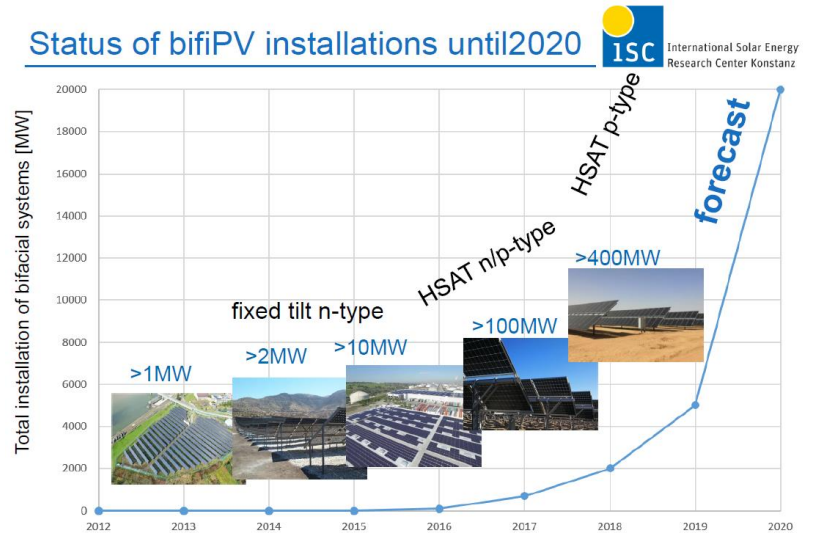 Status of bifiPV installations until2020
ISC
International Solar Energy
Research Center Konstanz
Total installation of bifacial systems [MW]
20000
18000
16000
14000
12000
10000
8000
6000
4000
2000
0
2012
2013
2014
2015
2016
2017
2018
2019
2020
>1MW
>2MW
>10MW
>100MW
>400MW
fixed tilt n-type
HSAT n/p-type
HSAT p-type
forecast